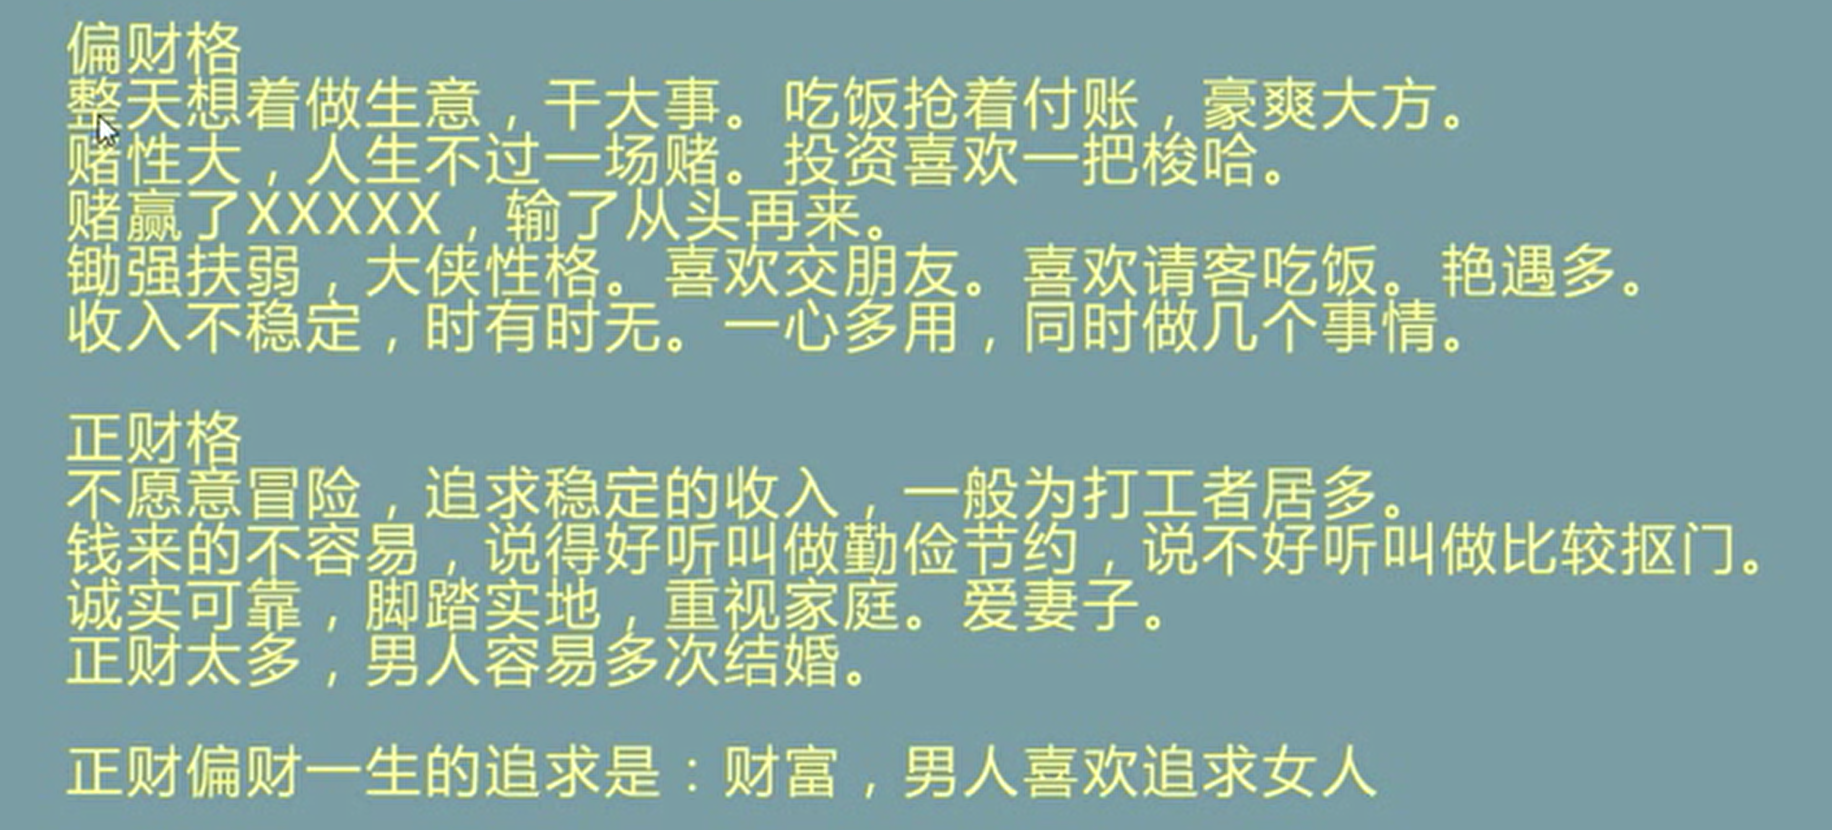 偏财格
整天想着做生意，干大事。吃饭抢着付账，豪爽大方。
赌性大，人生不过一场赌。投资喜欢一把梭哈。
赌赢了XXXXX，输了从头再来。
锄强扶弱，大侠性格。喜欢交朋友。喜欢请客吃饭。艳遇多。
收入不稳定，时有时无。一心多用，同时做几个事情。
正财格
不愿意冒险，追求稳定的收入，一般为打工者居多。
钱来的不容易，说得好听叫做勤俭节约，说不好听叫做比较抠门。
诚实可靠，脚踏实地，重视家庭。爱妻子。
正财太多，男人容易多次结婚。
正财偏财一生的追求是：财富，男人喜欢追求女人